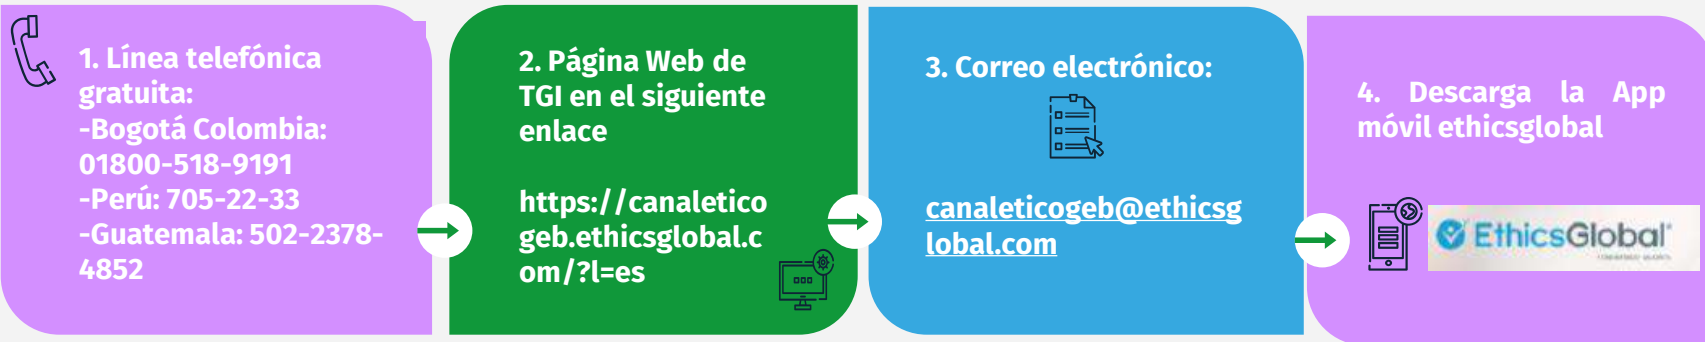 1. Línea telefónica
gratuita:
-Bogotá Colombia:
01800-518-9191
-Perú: 705-22-33
-Guatemala: 502-2378-
4852
2. Página Web de
TGI en el siguiente
enlace
https://canaletico
geb.ethicsglobal.c
om/?l=es
3. Correo electrónico:
canaleticogeb@ethicsg
lobal.com
4. Descarga la App
móvil ethicsglobal
EthicsGlobal